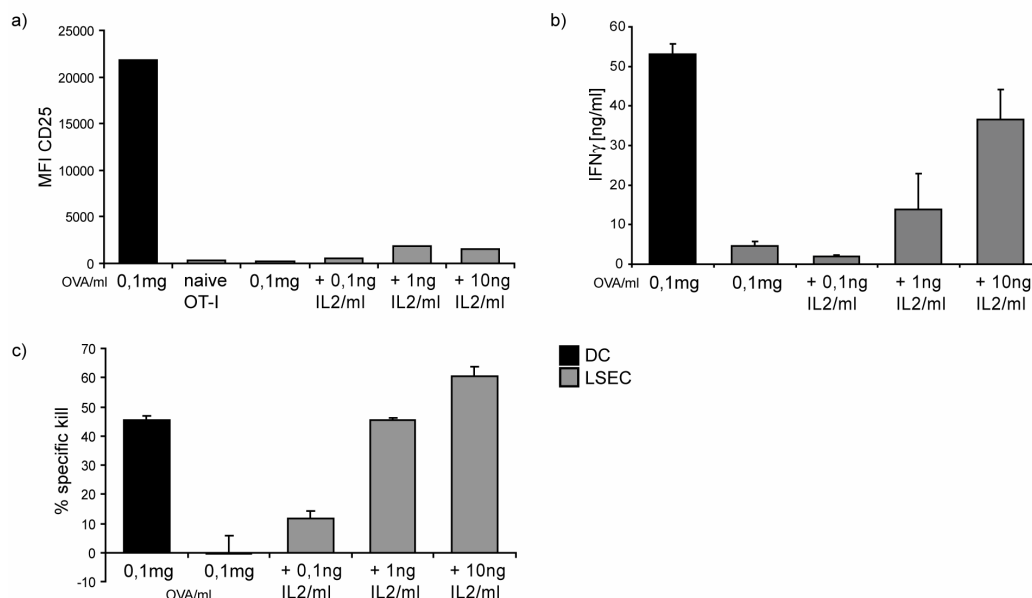 a)
25000
20000
15000
10000
5000
0
MFI CD25
OVA/ml 0,1mg naive 0,1mg + 0,1ng + 1ng + 10ng
OT-I IL2/ml IL2/ml IL2/ml
b)
60
50
40
30
20
10
0
IFNγ [ng/ml]
OVA/ml 0,1mg 0,1mg + 0,1ng + 1ng + 10ng
IL2/ml IL2/ml IL2/ml
c)
70
60
50
40
30
20
10
0
-10
% specific kill
0,1mg 0,1mg + 0,1ng + 1ng + 10ng
OVA/ml IL2/ml IL2/ml IL2/ml
DC
LSEC